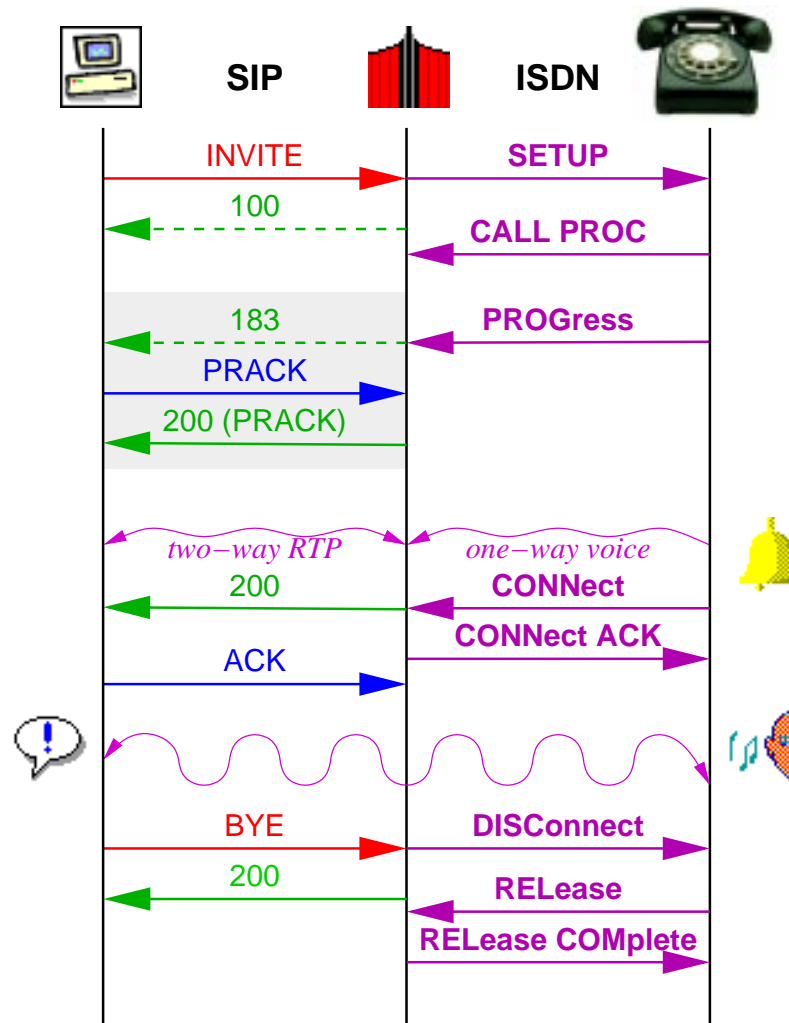 SIP
ISDN
INVITE
SETUP
100
CALL PROC
183
PROGress
PRACK
200 (PRACK)
two−way RTP
one−way voice
200
CONNect
CONNect ACK
ACK
BYE
DISConnect
200
RELease
RELease COMplete